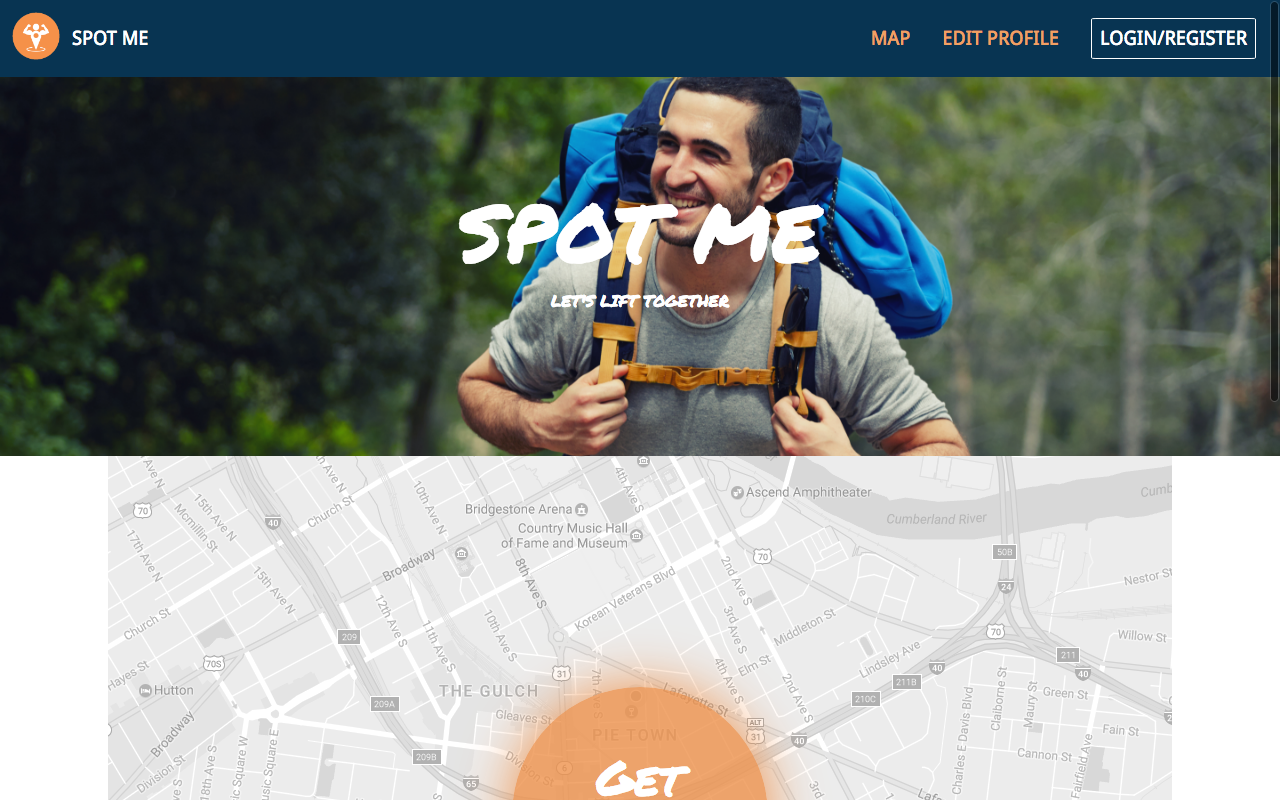 SPOT ME
MAP
EDIT PROFILE
LOGIN/REGISTER
SPOT ME
LET'S LIFT TOGETHER
70
15th Ave N
Mcmillin St
17th Ave N
40
Church St
10th Ave N
Bridgestone Arena
Country Music Hall
of Fame and Museum
4th Ave S
Ascend Amphitheater
Cumberland River
Cumb
70
50B
24
Nestor St
Broadway
15th Ave N
8th Ave S
2nd Ave S
Korean Veterans Blvd
12th Ave S
11th Ave S
10th Ave S
3rd Ave S
Middleton St
Church St
209
70
Willow St
70S
Hayes St
Hutton
31
7th Ave S
4th Ave S
Elm St
Lindsley Ave
40
211
40
THE GULCH
Lafayette St
2nd Ave S
211B
210C
Green St
209A
Gleaves St
PIE TOWN
ALT
31
40
Claiborne St
Maury St
Fain St
Broadway
Division St
209B
65
6
Cannon St
Charles E Davis Blvd
Fairfield Ave
18th Ave S
Music Square W
Music Square E
Division St
GET